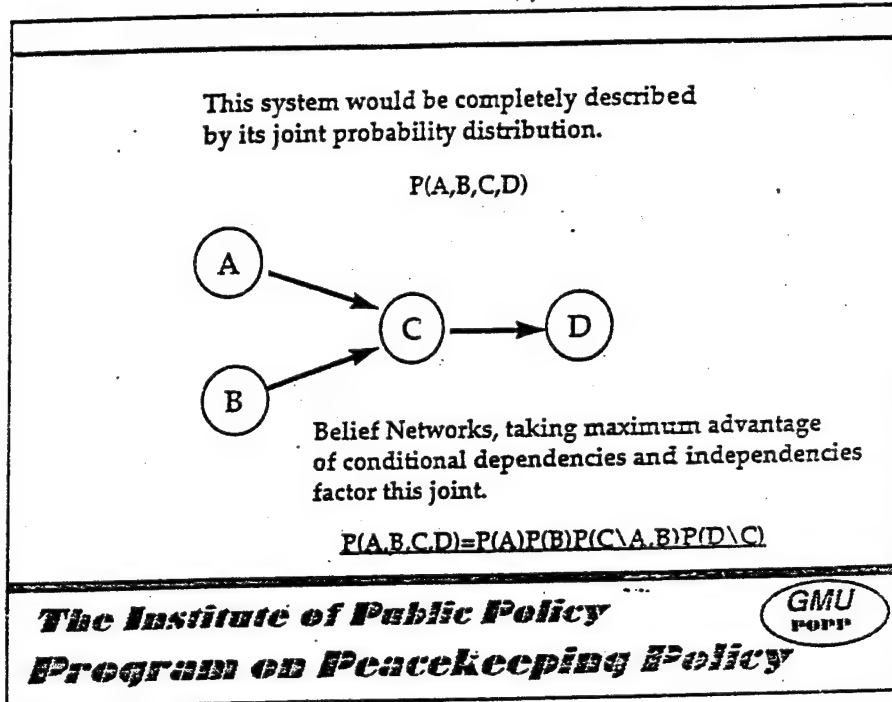 This system would be completely described
by its joint probability distribution.
P(A,B,C,D)
A
C
D
B
Belief Networks, taking maximum advantage
of conditional dependencies and independencies
factor this joint.
P(A,B,C,D)=P(A)P(B)P(C\A,B)P(D\C)
The Institute of Public Policy
GMU
POPP
Program on Peacekeeping Policy